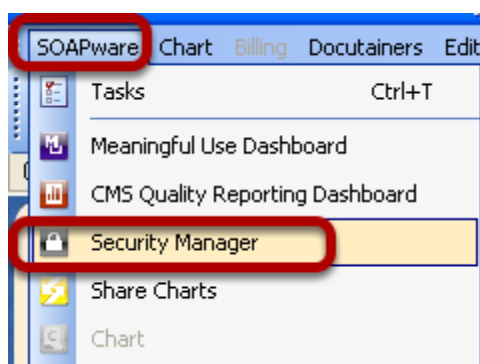 SOAPware Chart Billing Docutainers Edit
Tasks Ctrl+T
Meaningful Use Dashboard
CMS Quality Reporting Dashboard
Security Manager
Share Charts
Chart